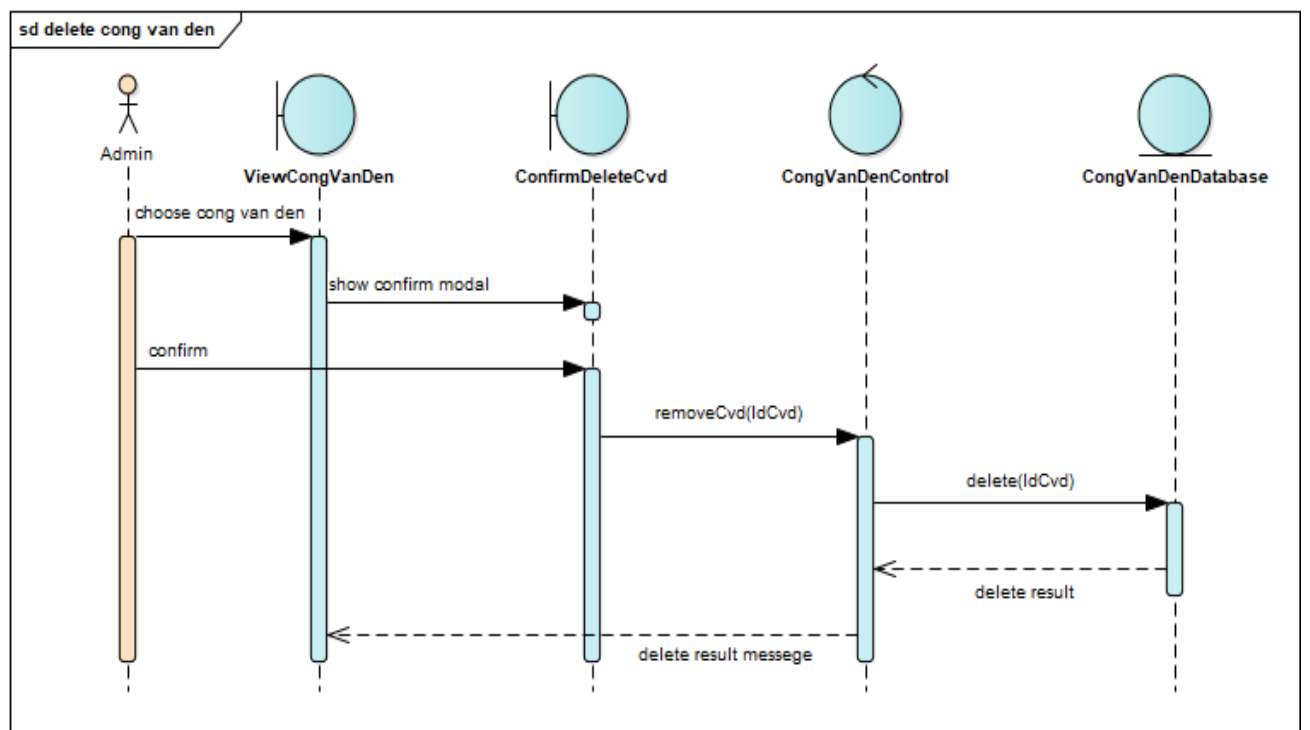 sd delete cong van den
Admin
ViewCongVanDen
ConfirmDeleteCvd
CongVanDenControl
CongVanDenDatabase
choose cong van den
show confirm modal
confirm
removeCvd(IdCvd)
delete(IdCvd)
delete result
delete result messege